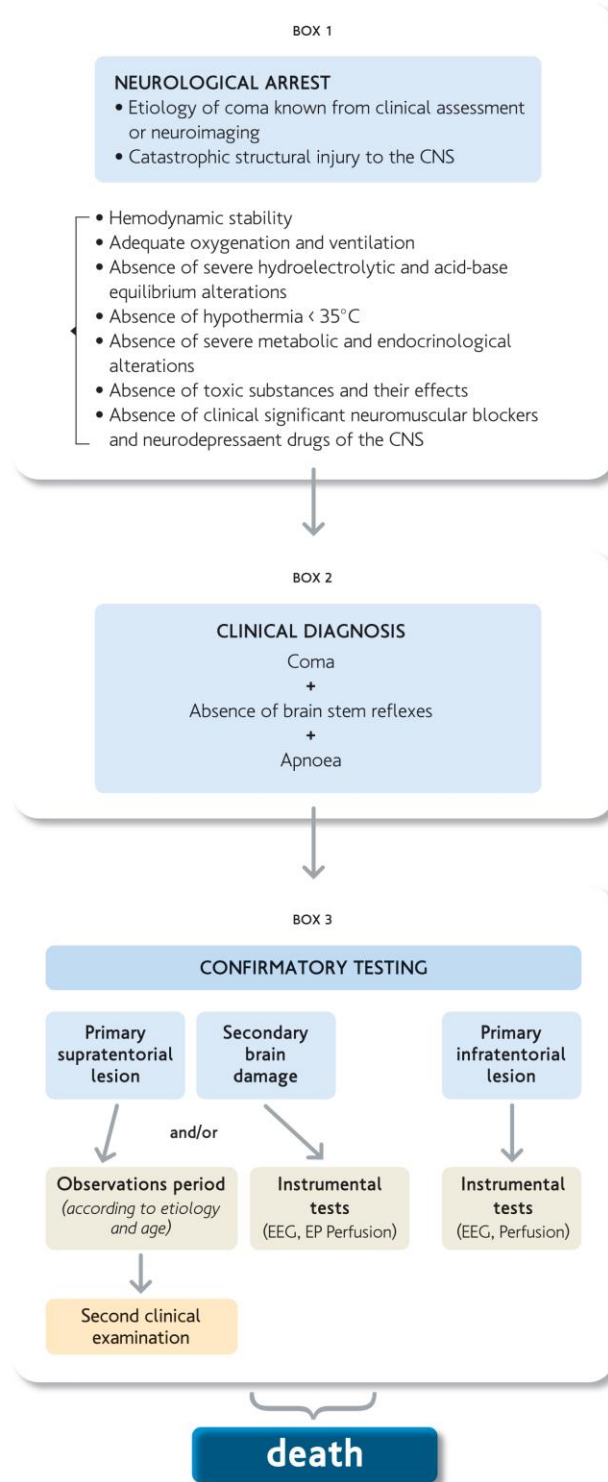 BOX 1
NEUROLOGICAL ARREST
• Etiology of coma known from clinical assessment
or neuroimaging
• Catastrophic structural injury to the CNS
• Hemodynamic stability
• Adequate oxygenation and ventilation
• Absence of severe hydroelectrolytic and acid-base
equilibrium alterations
• Absence of hypothermia < 35°C
• Absence of severe metabolic and endocrinological
alterations
• Absence of toxic substances and their effects
• Absence of clinical significant neuromuscular blockers
and neurodepressaent drugs of the CNS
BOX 2
CLINICAL DIAGNOSIS
Coma
+
Absence of brain stem reflexes
+
Apnoea
BOX 3
CONFIRMATORY TESTING
Primary
supratentorial
lesion
Secondary
brain
damage
Primary
infratentorial
lesion
and/or
Observations period
(according to etiology
and age)
Instrumental
tests
(EEG, EP Perfusion)
Instrumental
tests
(EEG, Perfusion)
Second clinical
examination
death